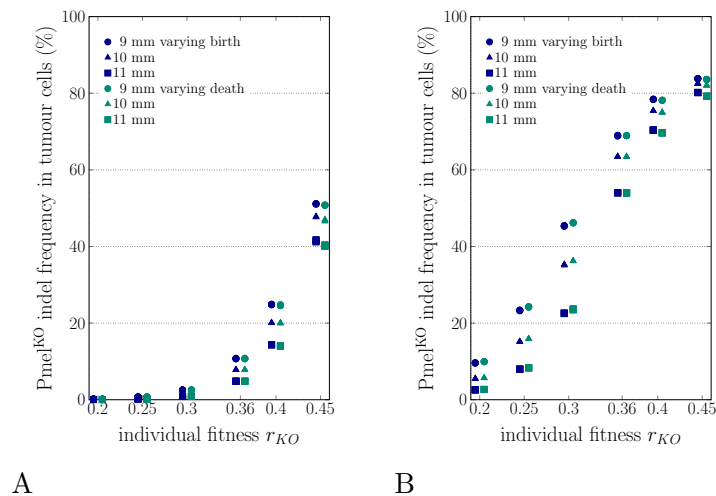 Pmel^KO indel frequency in tumour cells (%)
100
80
60
40
20
0
9 mm varying birth
10 mm
11 mm
9 mm varying death
10 mm
11 mm
0.2 0.25 0.3 0.36 0.4 0.45
individual fitness r_KO
A
Pmel^KO indel frequency in tumour cells (%)
100
80
60
40
20
0
9 mm varying birth
10 mm
11 mm
9 mm varying death
10 mm
11 mm
0.2 0.25 0.3 0.36 0.4 0.45
individual fitness r_KO
B